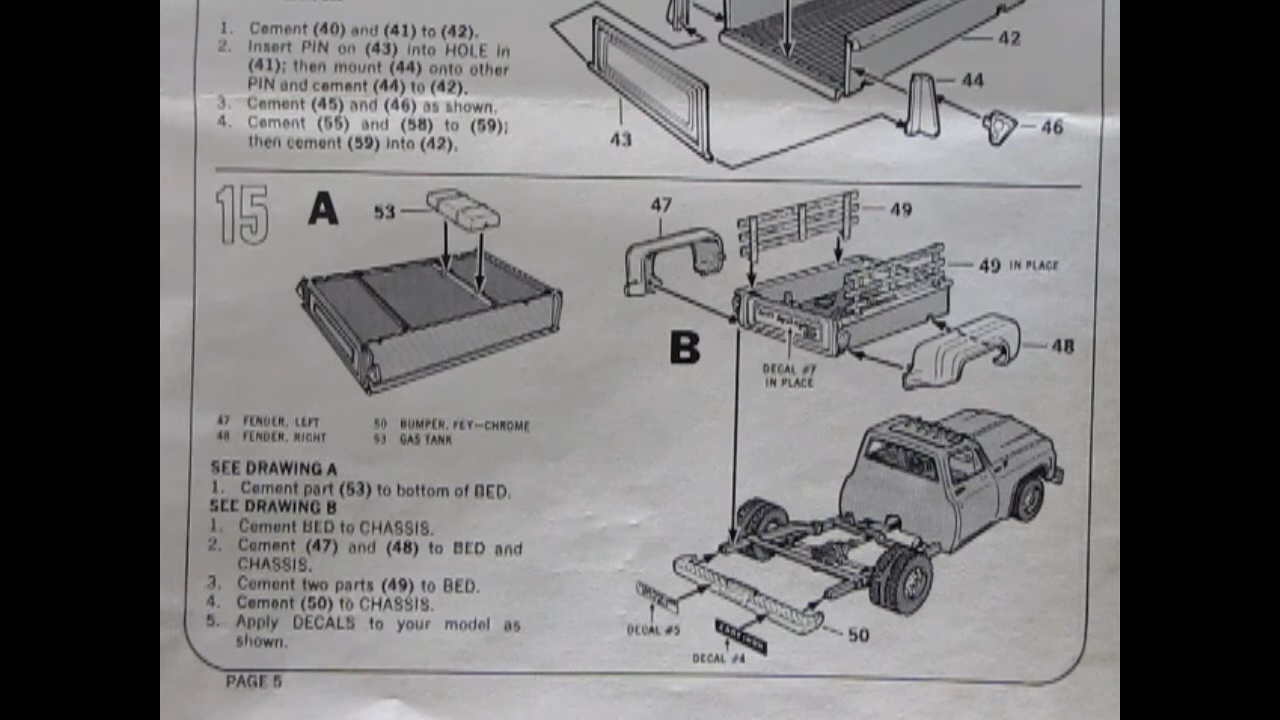 1. Cement (40) and (41) to (42).
2. Insert PIN on (43) into HOLE in
(41); then mount (44) onto other
PIN and cement (44) to (42).
3. Cement (45) and (46) as shown.
4. Cement (55) and (58) to (59);
then cement (59) into (42).
42
44
46
43
15
A
53
47
49
49 IN PLACE
B
48
DECAL #7
IN PLACE
47 FENDER, LEFT
48 FENDER, RIGHT
50 BUMPER, FEY—CHROME
53 GAS TANK
SEE DRAWING A
1. Cement part (53) to bottom of BED.
SEE DRAWING B
1. Cement BED to CHASSIS.
2. Cement (47) and (48) to BED and
CHASSIS.
3. Cement two parts (49) to BED.
4. Cement (50) to CHASSIS.
5. Apply DECALS to your model as
shown.
DECAL #5
DECAL #4
50
PAGE 5